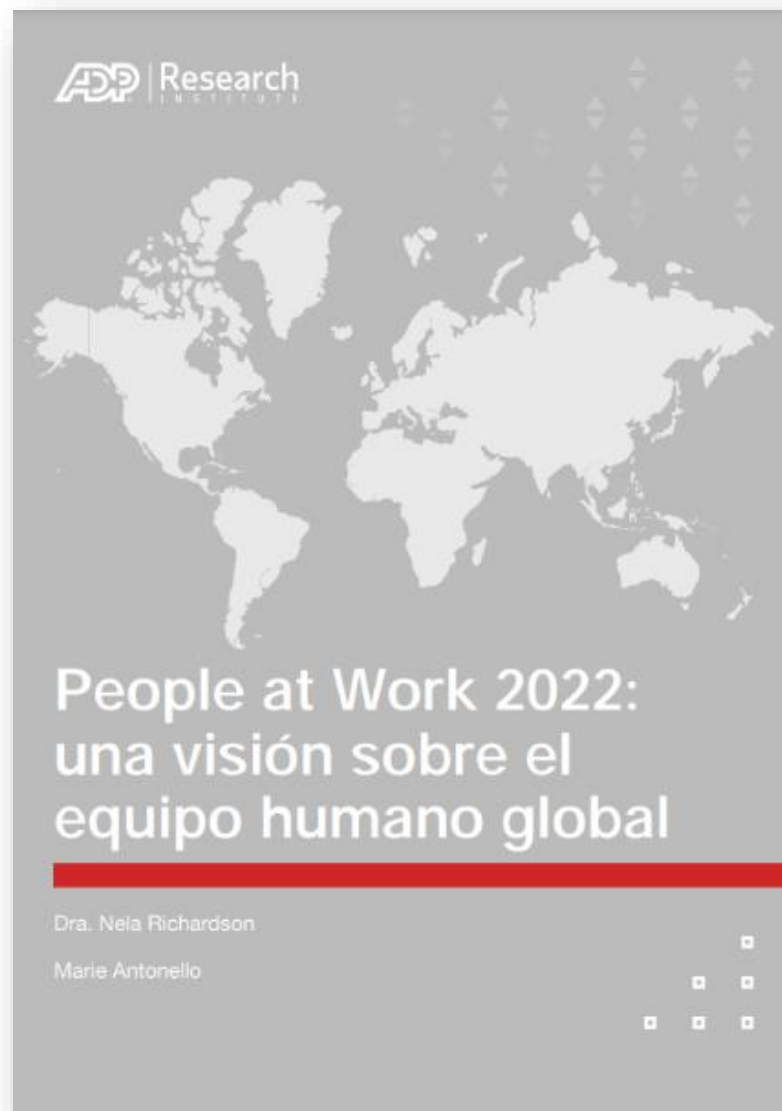 ADP Research
INSTITUTE
People at Work 2022:
una visión sobre el
equipo humano global
Dra. Nela Richardson
Marie Antonello